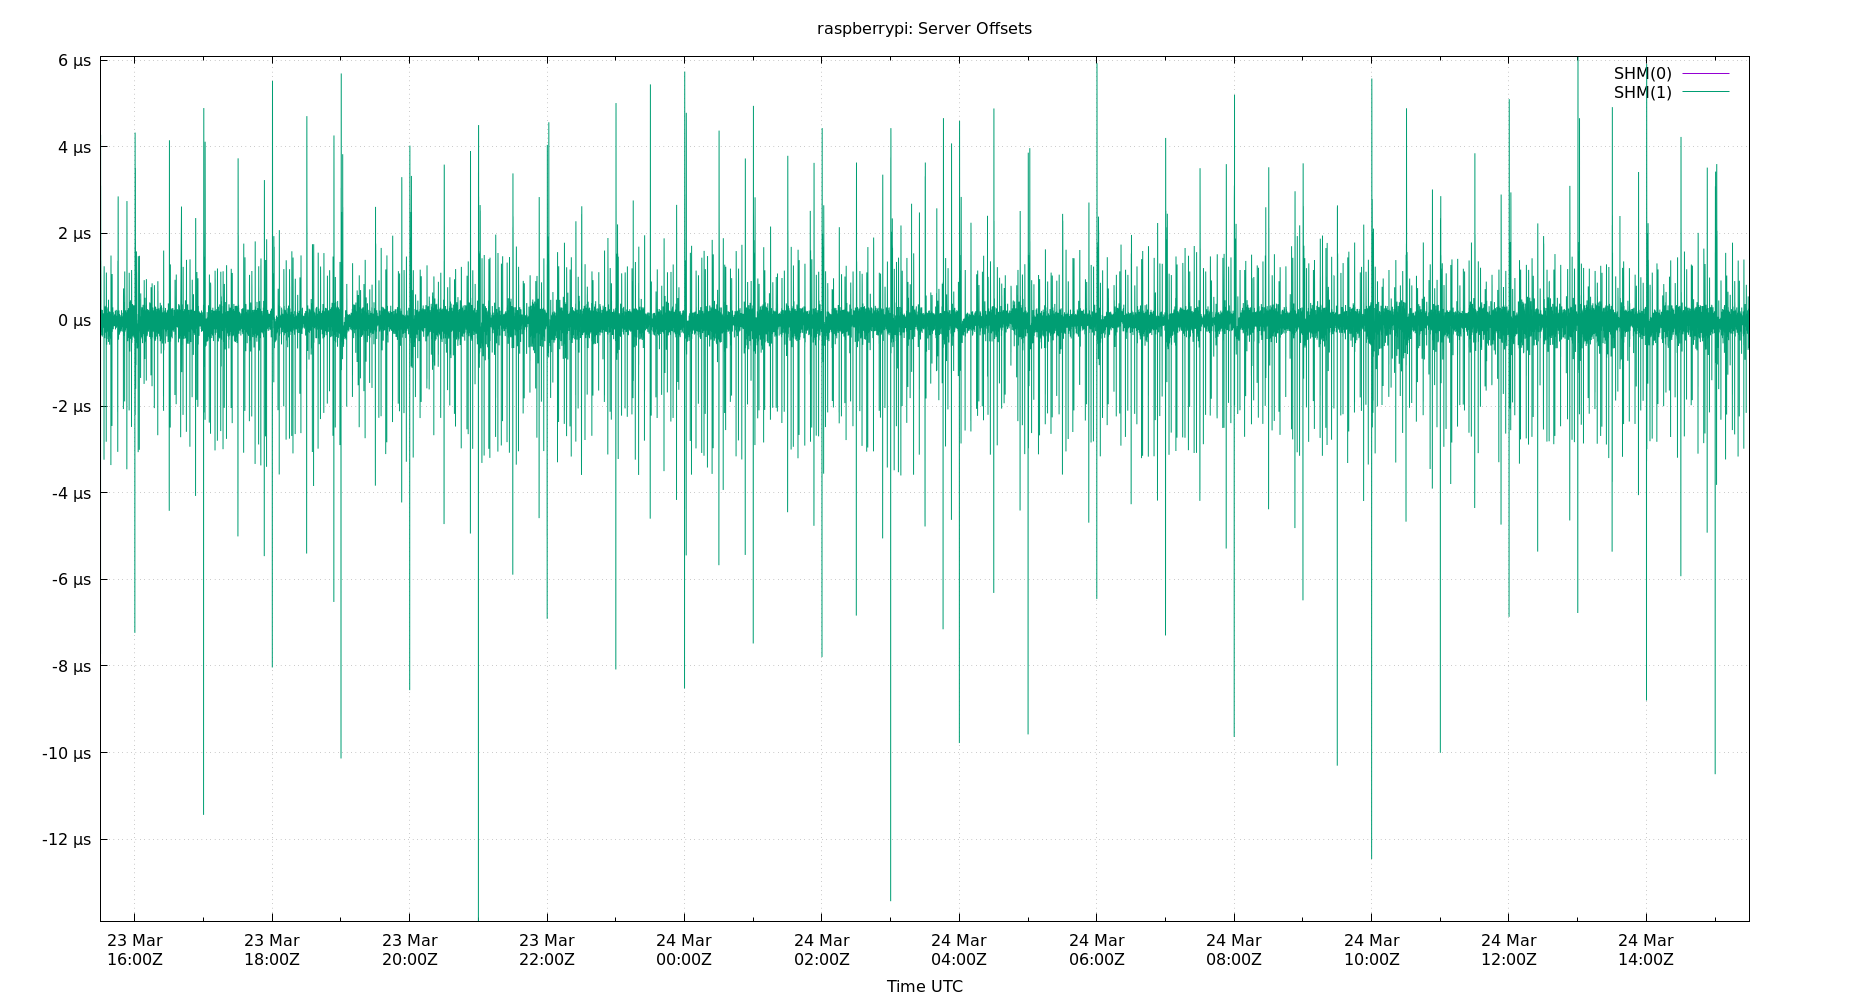 raspberrypi: Server Offsets
SHM(0)
SHM(1)
6 µs
4 µs
2 µs
0 µs
-2 µs
-4 µs
-6 µs
-8 µs
-10 µs
-12 µs
23 Mar 23 Mar 23 Mar 23 Mar 24 Mar 24 Mar 24 Mar 24 Mar 24 Mar 24 Mar 24 Mar 24 Mar
16:00Z 18:00Z 20:00Z 22:00Z 00:00Z 02:00Z 04:00Z 06:00Z 08:00Z 10:00Z 12:00Z 14:00Z
Time UTC